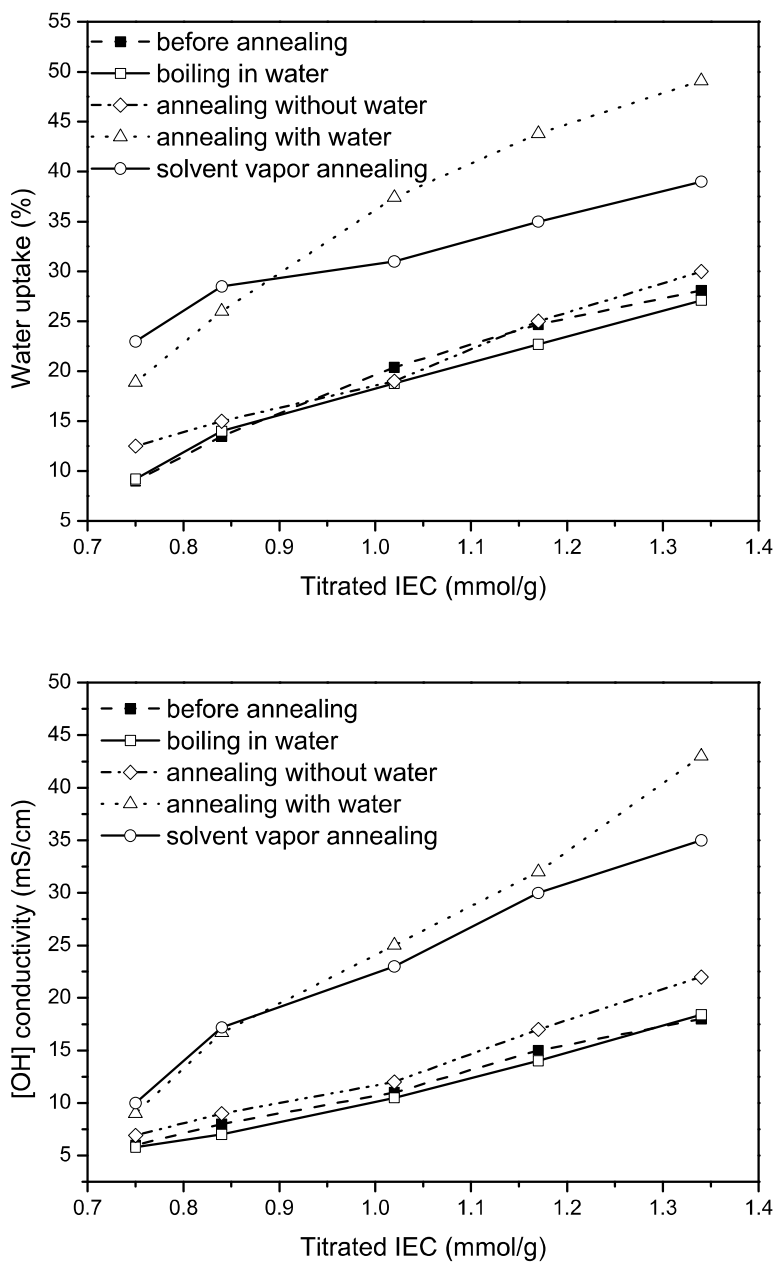 55
50
45
40
35
30
25
20
15
10
5
Water uptake (%)
before annealing
boiling in water
annealing without water
annealing with water
solvent vapor annealing
0.7 0.8 0.9 1.0 1.1 1.2 1.3 1.4
Titrated IEC (mmol/g)
50
45
40
35
30
25
20
15
10
5
[OH] conductivity (mS/cm)
before annealing
boiling in water
annealing without water
annealing with water
solvent vapor annealing
0.7 0.8 0.9 1.0 1.1 1.2 1.3 1.4
Titrated IEC (mmol/g)